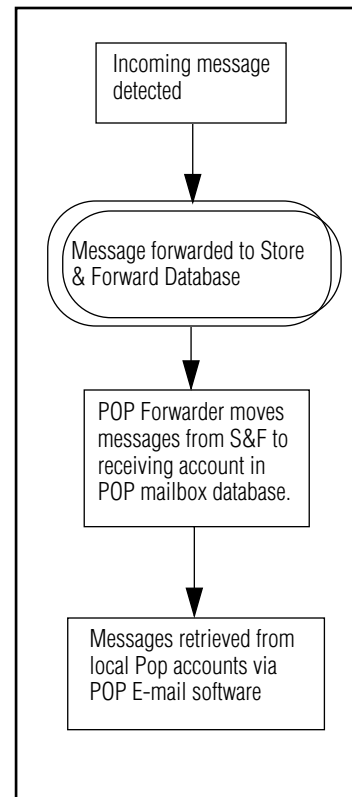 Incoming message
detected
Message forwarded to Store
& Forward Database
POP Forwarder moves
messages from S&F to
receiving account in
POP mailbox database.
Messages retrieved from
local Pop accounts via
POP E-mail software